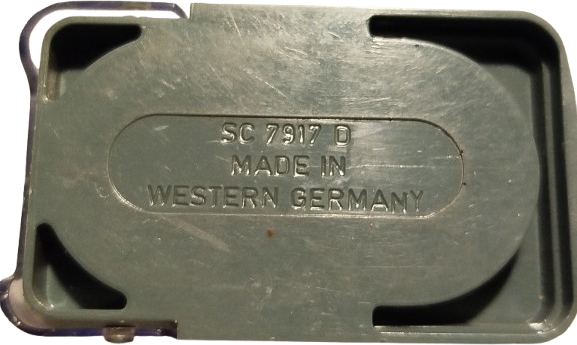 SC 7917 D
MADE IN
WESTERN GERMANY